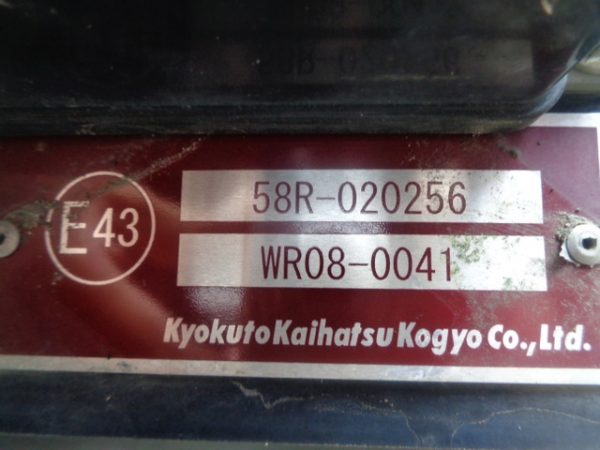 E43
58R-020256
WR08-0041
Kyokuto Kaihatsu Kogyo Co., Ltd.